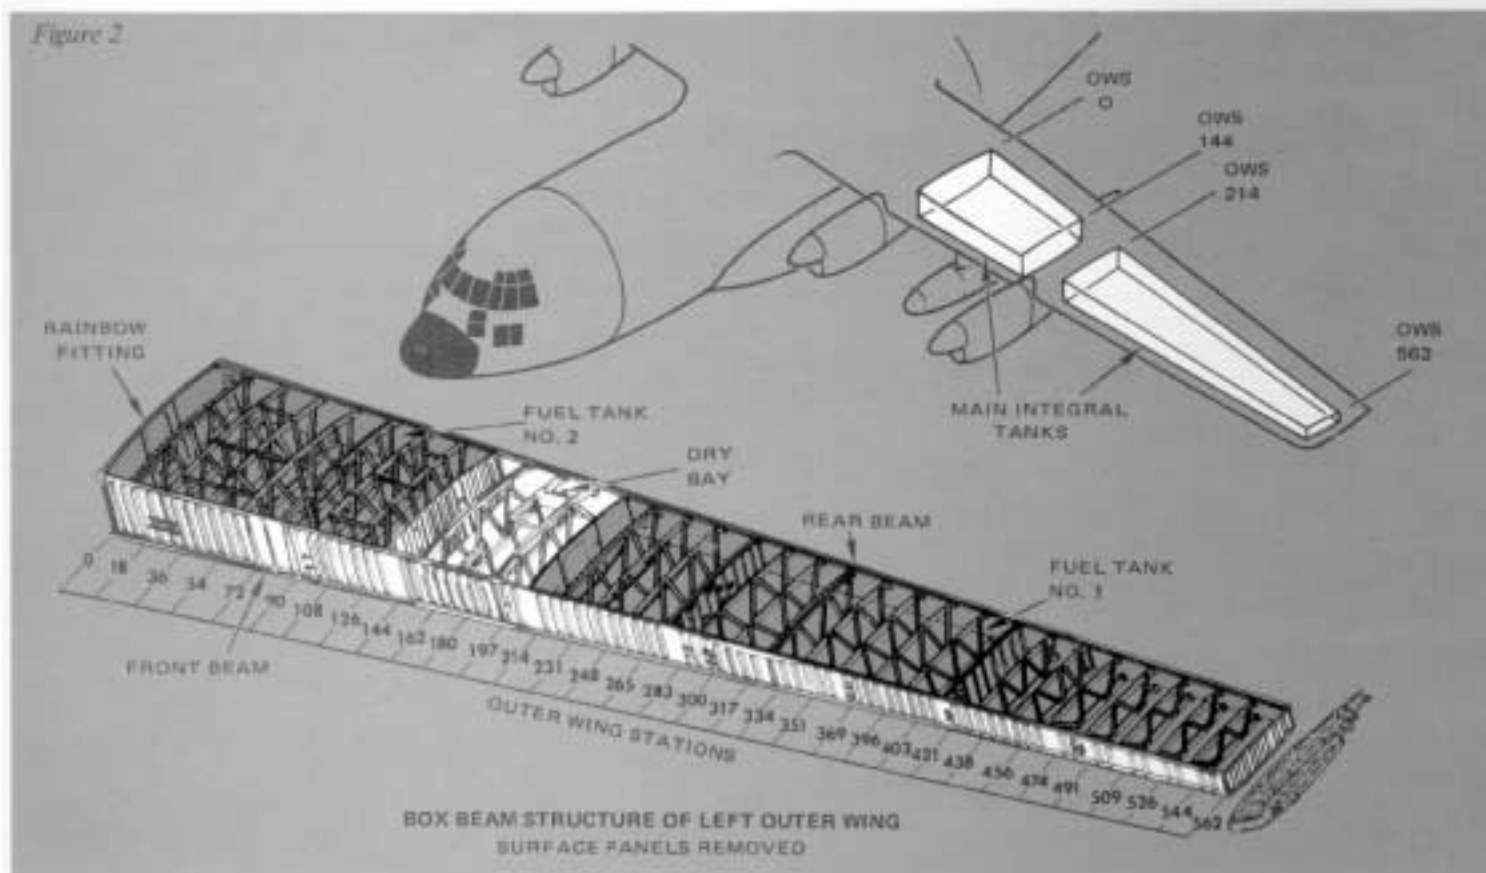 Figure 2
OWS
0
OWS
144
OWS
214
OWS
562
MAIN INTEGRAL
TANKS
RAINBOW
FITTING
FUEL TANK
NO. 2
DRY
BAY
REAR BEAM
FUEL TANK
NO. 1
FRONT BEAM
0 18 36 54 72 90 108 126 144 162 180 197 214 231 248 265 283 300 317 334 351 369 396 403 421 438 456 474 491 509 526 544 562
OUTER WING STATIONS
BOX BEAM STRUCTURE OF LEFT OUTER WING
SURFACE PANELS REMOVED